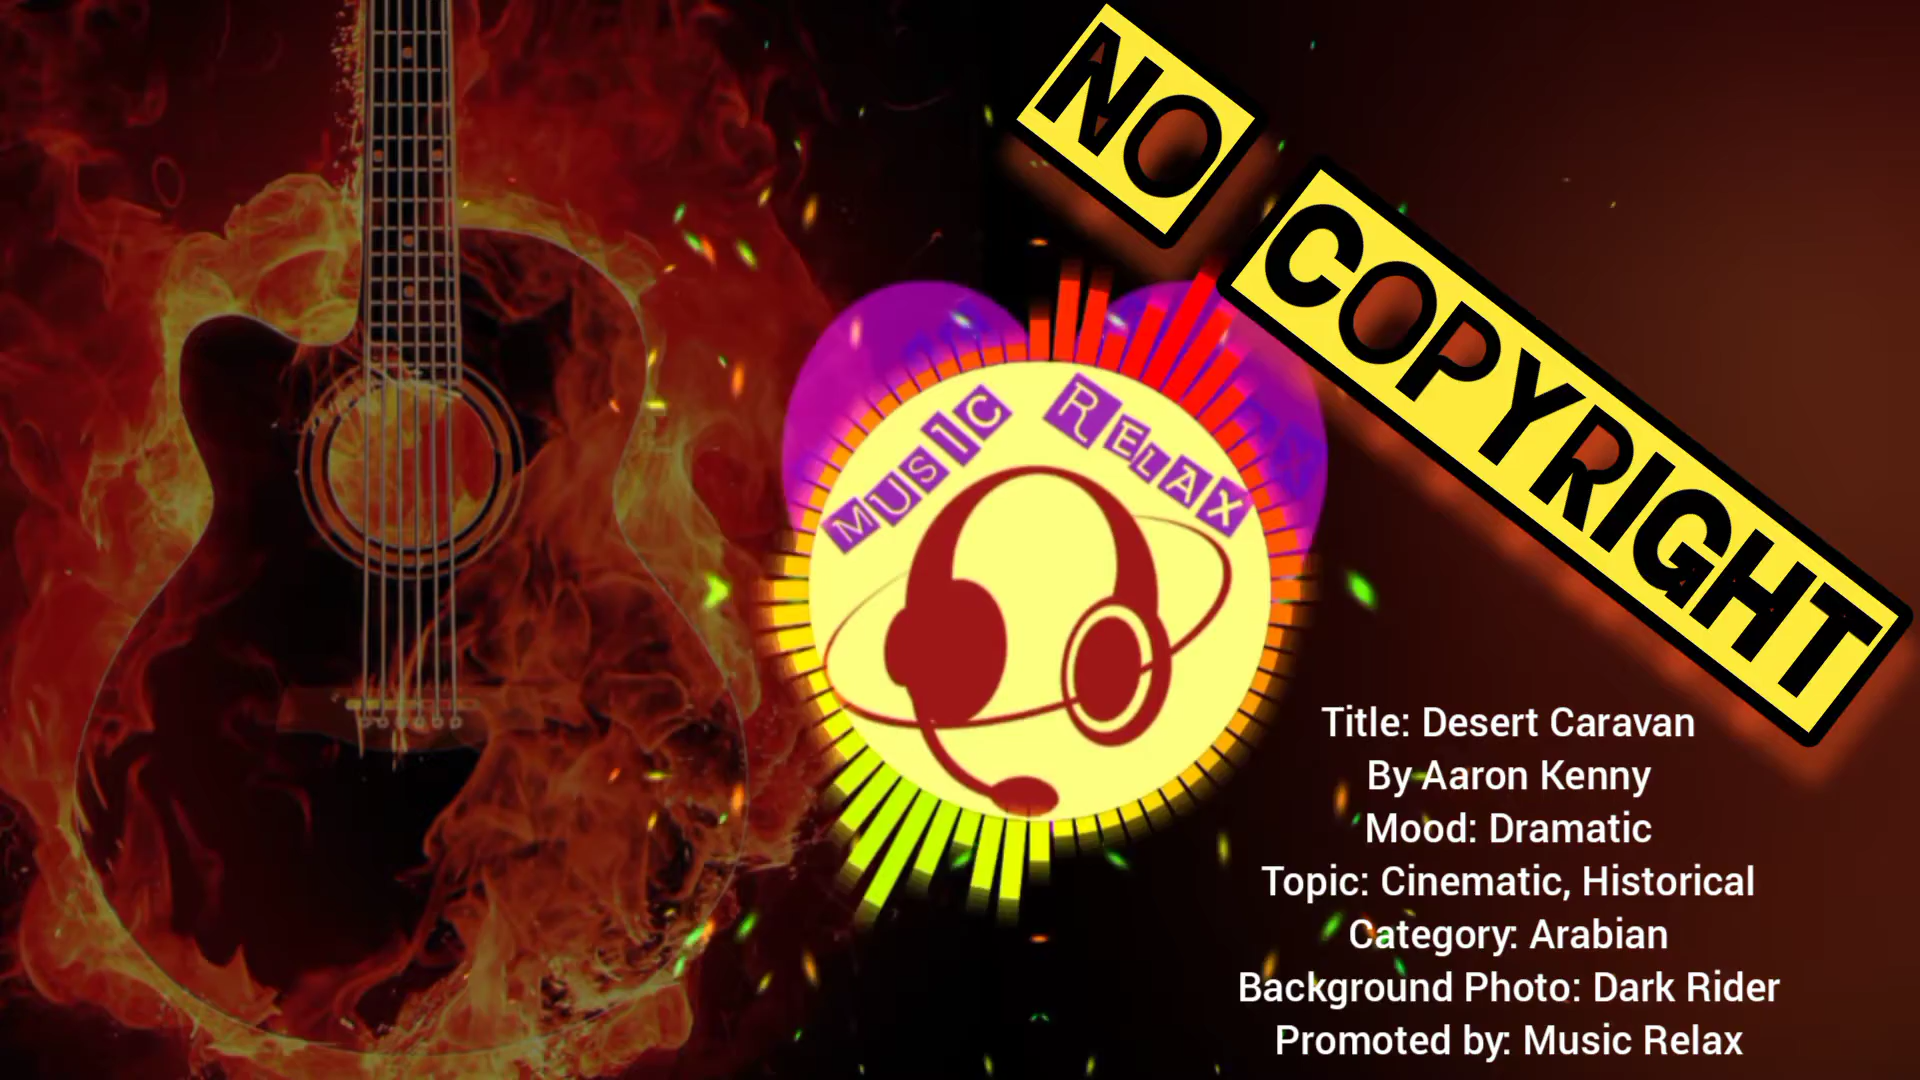 NO
COPYRIGHT
MUSIC RELAX
Title: Desert Caravan
By Aaron Kenny
Mood: Dramatic
Topic: Cinematic, Historical
Category: Arabian
Background Photo: Dark Rider
Promoted by: Music Relax